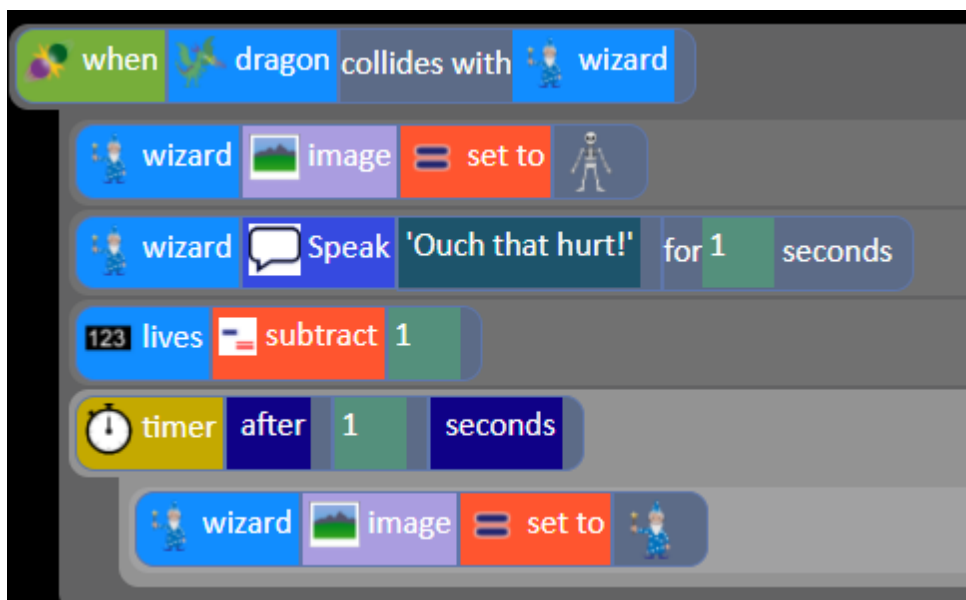 when dragon collides with wizard
wizard image = set to
wizard Speak 'Ouch that hurt!' for 1 seconds
123 lives subtract 1
timer after 1 seconds
wizard image = set to